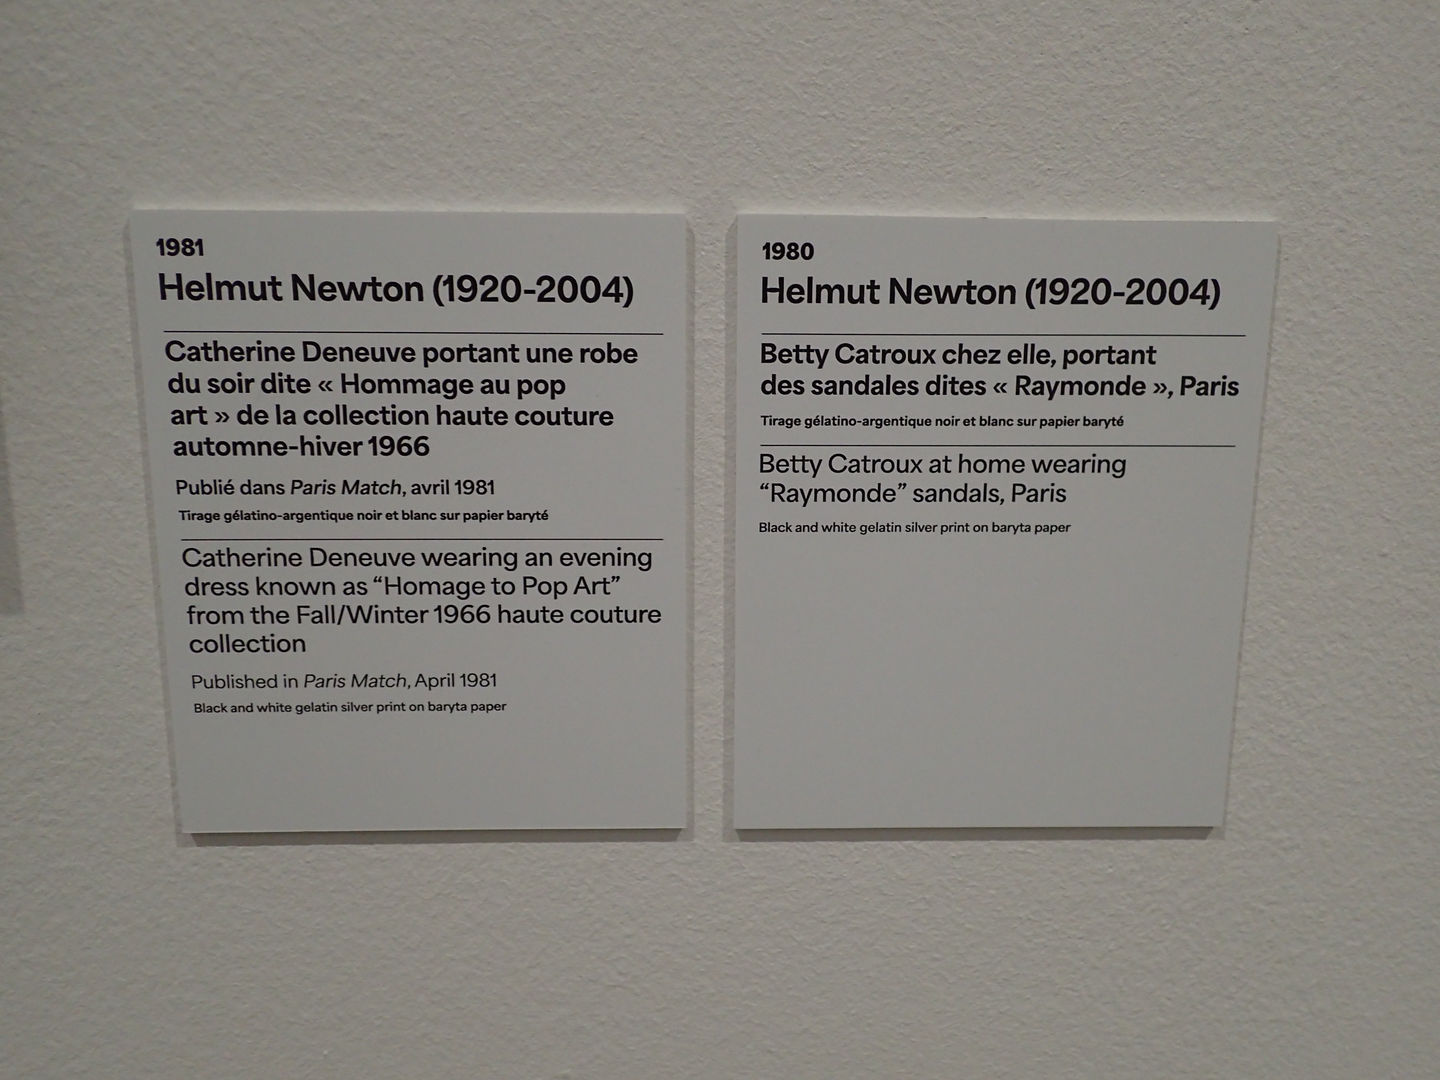 1981
Helmut Newton (1920-2004)
Catherine Deneuve portant une robe
du soir dite « Hommage au pop
art » de la collection haute couture
automne-hiver 1966
Publié dans Paris Match, avril 1981
Tirage gélatino-argentique noir et blanc sur papier baryté
Catherine Deneuve wearing an evening
dress known as “Homage to Pop Art”
from the Fall/Winter 1966 haute couture
collection
Published in Paris Match, April 1981
Black and white gelatin silver print on baryta paper
1980
Helmut Newton (1920-2004)
Betty Catroux chez elle, portant
des sandales dites « Raymonde », Paris
Tirage gélatino-argentique noir et blanc sur papier baryté
Betty Catroux at home wearing
“Raymonde” sandals, Paris
Black and white gelatin silver print on baryta paper